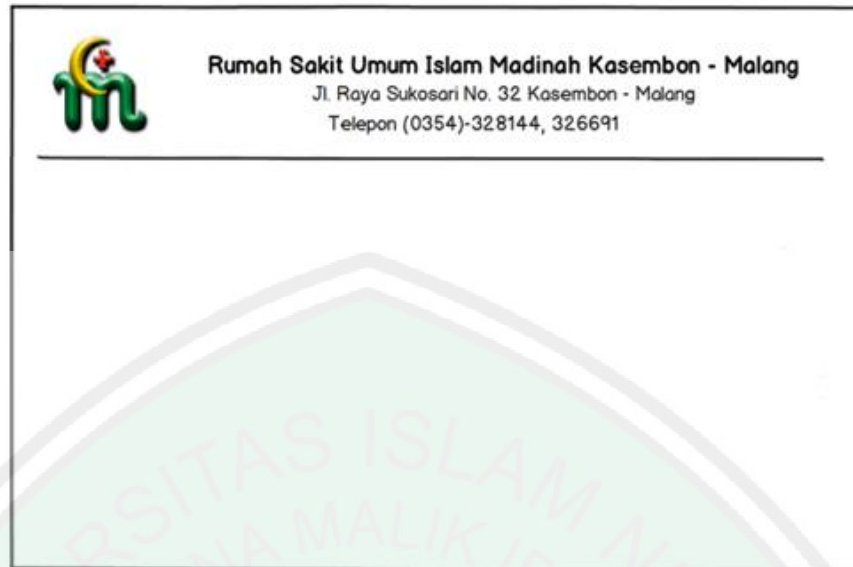 Rumah Sakit Umum Islam Madinah Kasembon - Malang
Jl. Raya Sukosari No. 32 Kasembon - Malang
Telepon (0354)-328144, 326691
RSITAS ISLAM N
NA MALIK I